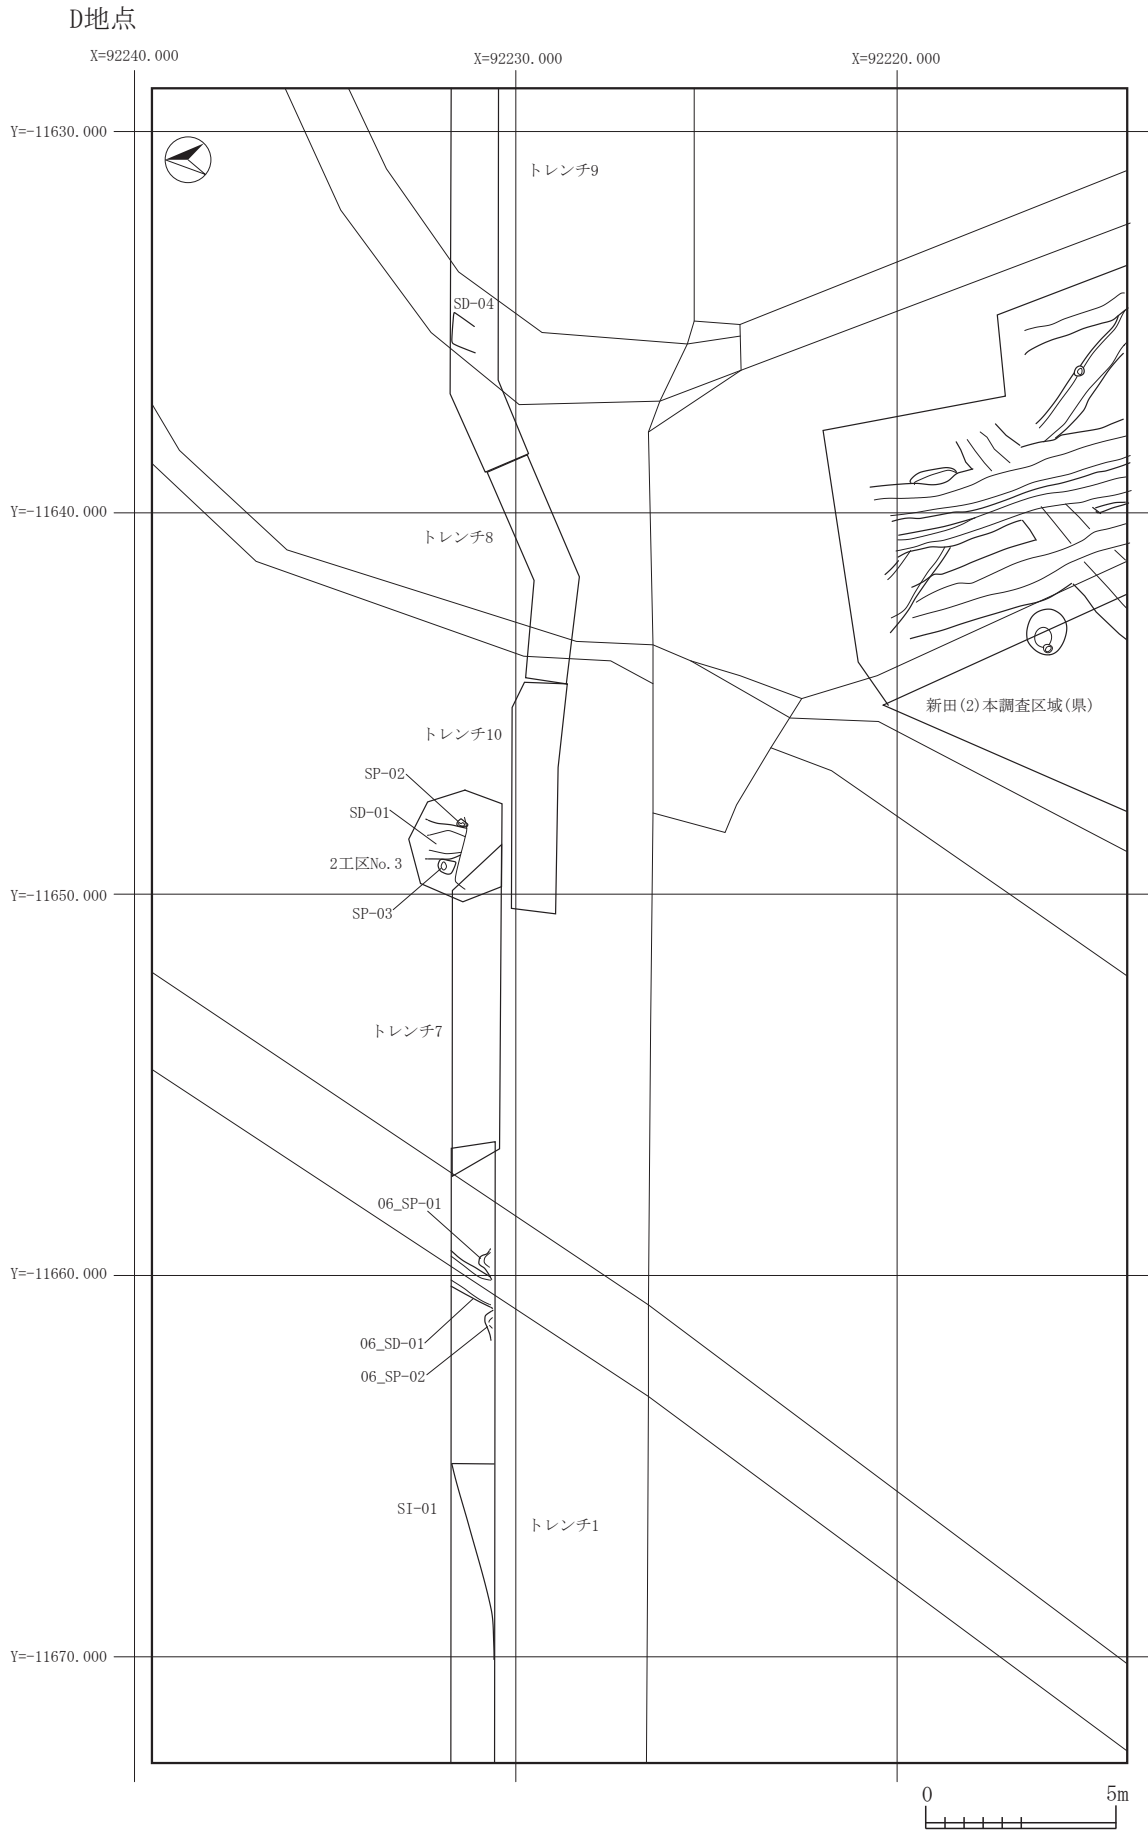 D地点
X=92240.000
X=92230.000
X=92220.000
Y=-11630.000
トレンチ9
SD-04
Y=-11640.000
トレンチ8
新田(2)本調査区域(県)
トレンチ10
SP-02
SD-01
2工区No.3
Y=-11650.000
SP-03
トレンチ7
06_SP-01
Y=-11660.000
06_SD-01
06_SP-02
SI-01
トレンチ1
Y=-11670.000
0 5m